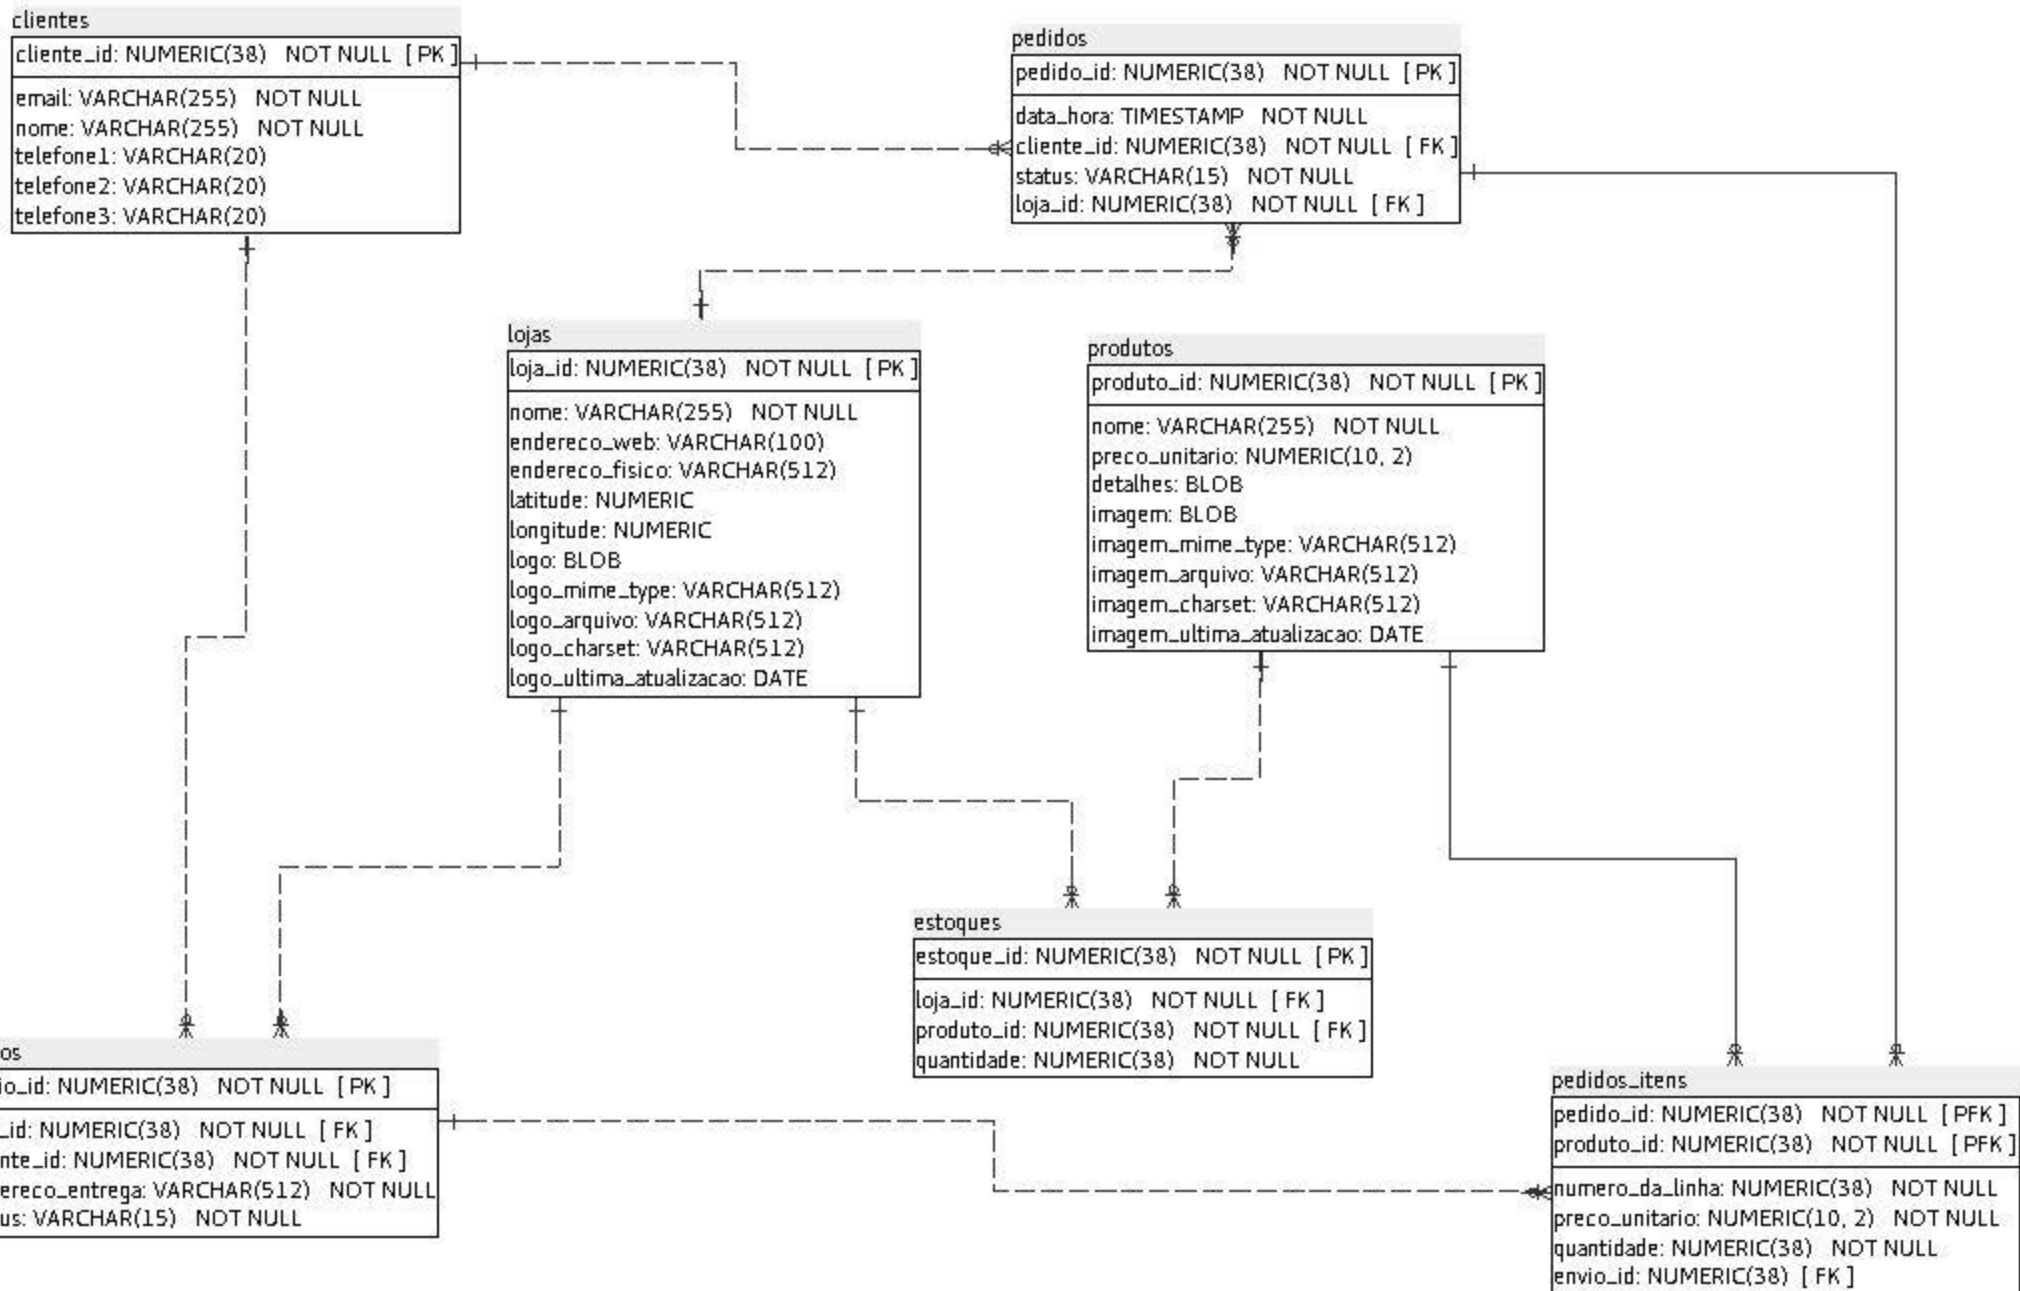 clientes
cliente_id: NUMERIC(38) NOT NULL [ PK ]
email: VARCHAR(255) NOT NULL
nome: VARCHAR(255) NOT NULL
telefone1: VARCHAR(20)
telefone2: VARCHAR(20)
telefone3: VARCHAR(20)
pedidos
pedido_id: NUMERIC(38) NOT NULL [ PK ]
data_hora: TIMESTAMP NOT NULL
cliente_id: NUMERIC(38) NOT NULL [ FK ]
status: VARCHAR(15) NOT NULL
loja_id: NUMERIC(38) NOT NULL [ FK ]
lojas
loja_id: NUMERIC(38) NOT NULL [ PK ]
nome: VARCHAR(255) NOT NULL
endereco_web: VARCHAR(100)
endereco_fisico: VARCHAR(512)
latitude: NUMERIC
longitude: NUMERIC
logo: BLOB
logo_mime_type: VARCHAR(512)
logo_arquivo: VARCHAR(512)
logo_charset: VARCHAR(512)
logo_ultima_atualizacao: DATE
produtos
produto_id: NUMERIC(38) NOT NULL [ PK ]
nome: VARCHAR(255) NOT NULL
preco_unitario: NUMERIC(10, 2)
detalhes: BLOB
imagem: BLOB
imagem_mime_type: VARCHAR(512)
imagem_arquivo: VARCHAR(512)
imagem_charset: VARCHAR(512)
imagem_ultima_atualizacao: DATE
estoques
estoque_id: NUMERIC(38) NOT NULL [ PK ]
loja_id: NUMERIC(38) NOT NULL [ FK ]
produto_id: NUMERIC(38) NOT NULL [ FK ]
quantidade: NUMERIC(38) NOT NULL
os
io_id: NUMERIC(38) NOT NULL [ PK ]
_id: NUMERIC(38) NOT NULL [ FK ]
nte_id: NUMERIC(38) NOT NULL [ FK ]
ereco_entrega: VARCHAR(512) NOT NULL
us: VARCHAR(15) NOT NULL
pedidos_itens
pedido_id: NUMERIC(38) NOT NULL [ PFK ]
produto_id: NUMERIC(38) NOT NULL [ PFK ]
numero_da_linha: NUMERIC(38) NOT NULL
preco_unitario: NUMERIC(10, 2) NOT NULL
quantidade: NUMERIC(38) NOT NULL
envio_id: NUMERIC(38) [ FK ]